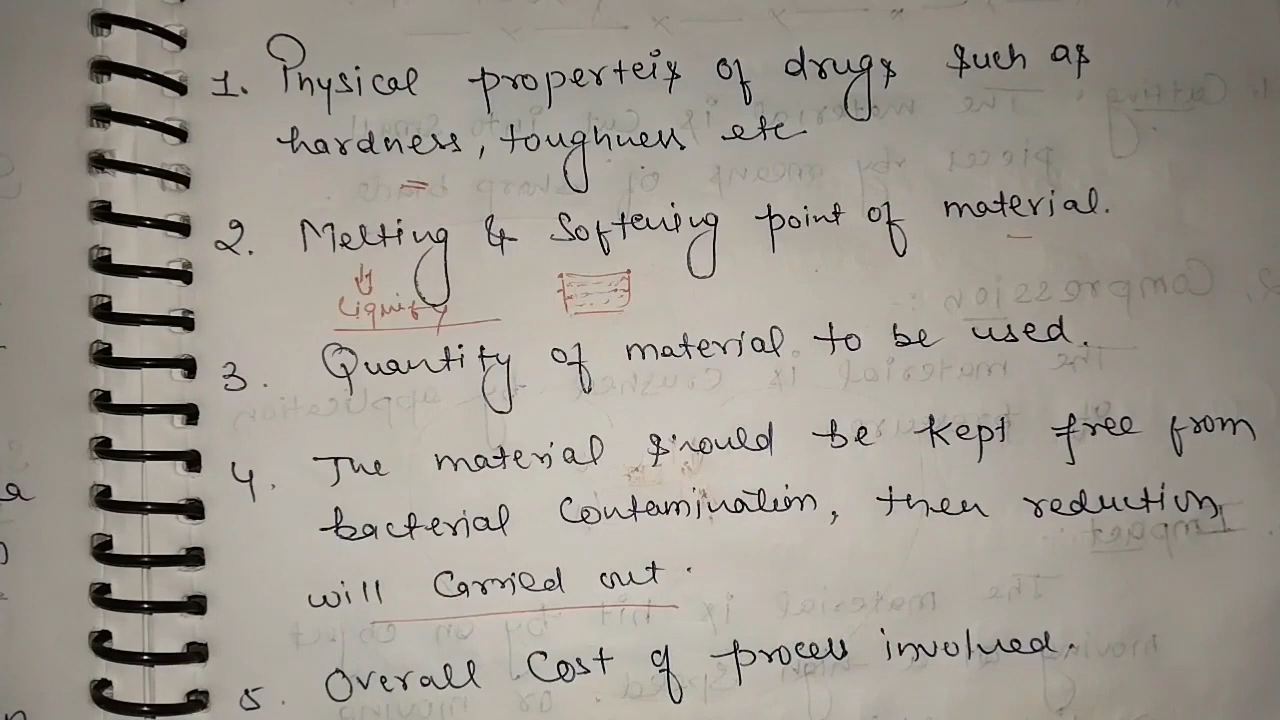 1. Physical properteis of drugs such as
hardness, toughness etc
2. Melting & Softening point of material.
Liquify
3. Quantity of material to be used.
4. The material should be kept free from
bacterial contamination, then reduction
will carried out.
5. Overall Cost of process involved.